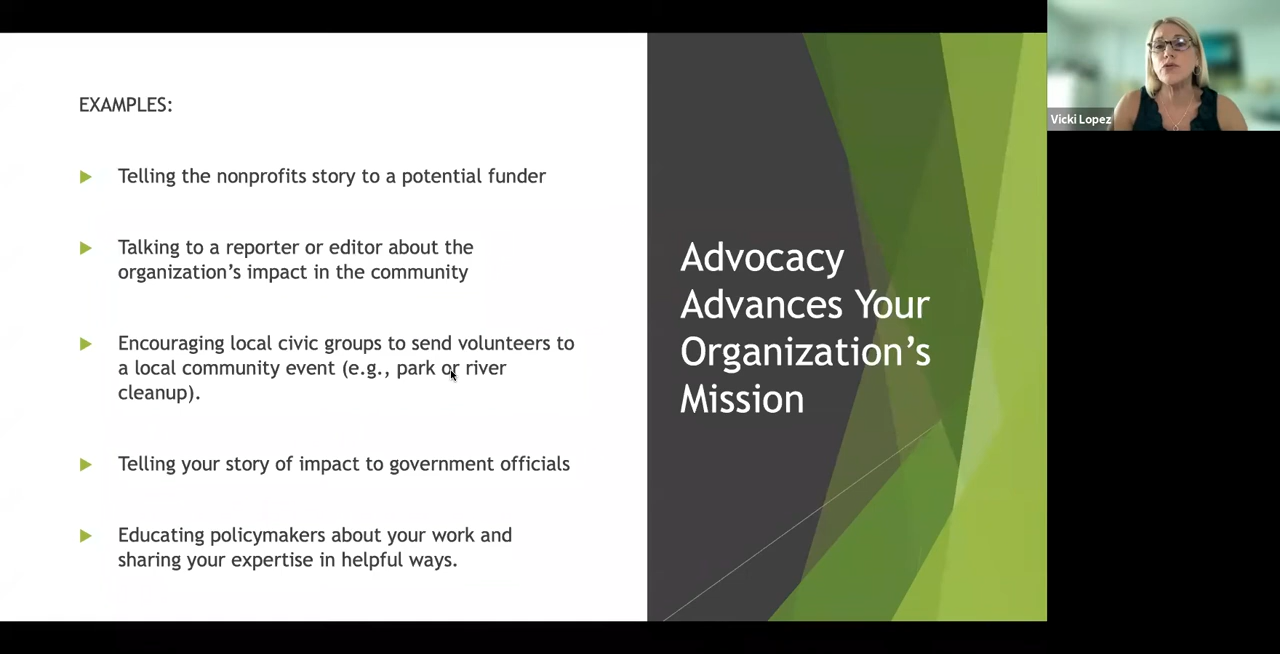 EXAMPLES:
Telling the nonprofits story to a potential funder
Talking to a reporter or editor about the
organization's impact in the community
Encouraging local civic groups to send volunteers to
a local community event (e.g., park or river
cleanup).
Telling your story of impact to government officials
Educating policymakers about your work and
sharing your expertise in helpful ways.
Advocacy
Advances Your
Organization's
Mission
Vicki Lopez